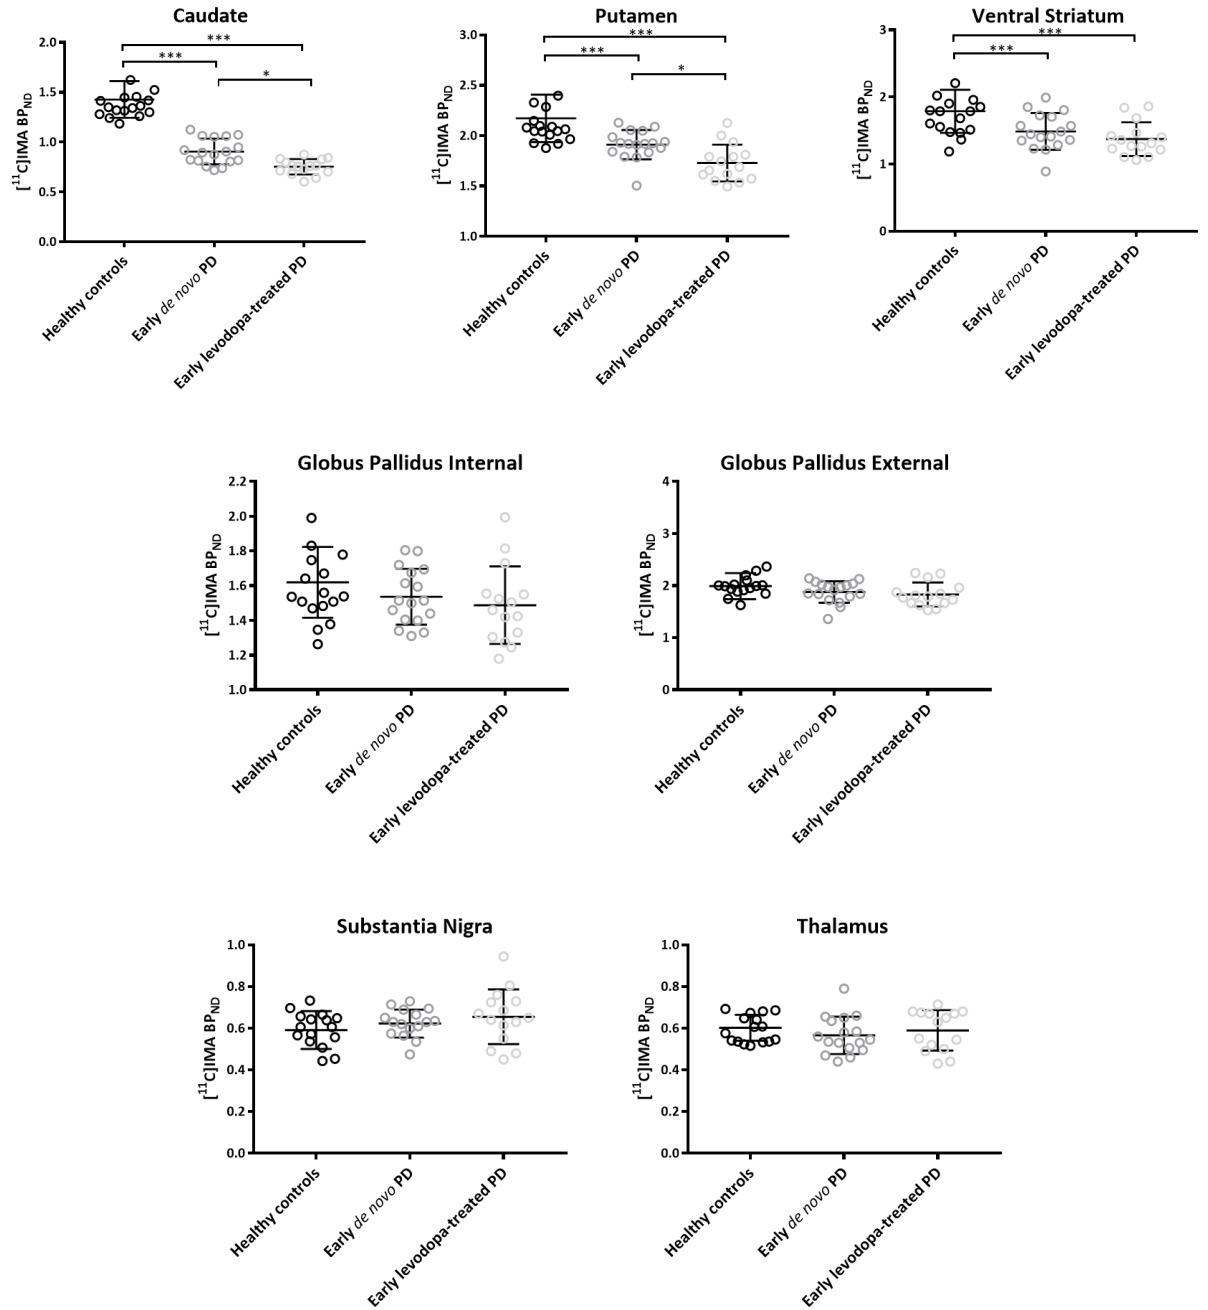 Caudate
[11C]IMA BPND
2.0
1.5
1.0
0.5
0.0
***
***
*
Healthy controls
Early de novo PD
Early levodopa-treated PD
Putamen
[11C]IMA BPND
3.0
2.5
2.0
1.5
1.0
***
***
*
Healthy controls
Early de novo PD
Early levodopa-treated PD
Ventral Striatum
[11C]IMA BPND
3
2
1
0
***
***
Healthy controls
Early de novo PD
Early levodopa-treated PD
Globus Pallidus Internal
[11C]IMA BPND
2.2
2.0
1.8
1.6
1.4
1.2
1.0
Healthy controls
Early de novo PD
Early levodopa-treated PD
Globus Pallidus External
[11C]IMA BPND
4
3
2
1
0
Healthy controls
Early de novo PD
Early levodopa-treated PD
Substantia Nigra
[11C]IMA BPND
1.0
0.8
0.6
0.4
0.2
0.0
Healthy controls
Early de novo PD
Early levodopa-treated PD
Thalamus
[11C]IMA BPND
1.0
0.8
0.6
0.4
0.2
0.0
Healthy controls
Early de novo PD
Early levodopa-treated PD